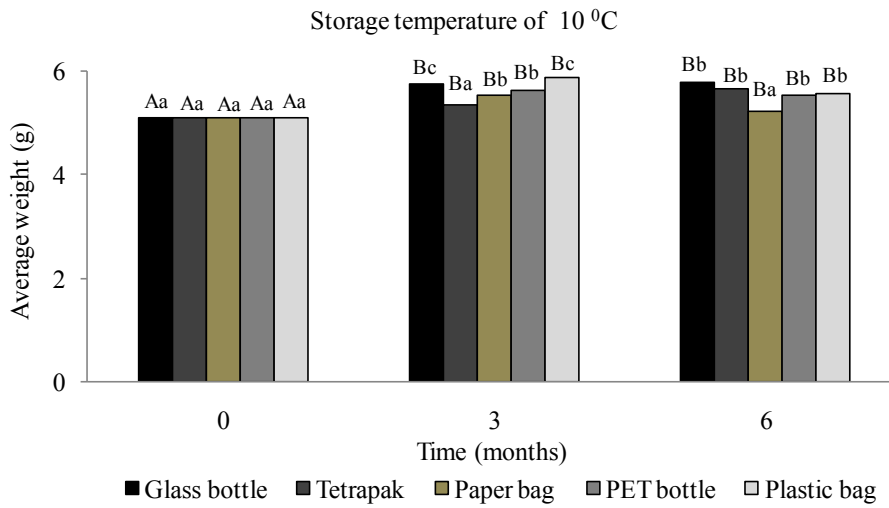 Storage temperature of 10 ⁰C
Average weight (g)
6
4
2
0
Aa Aa Aa Aa Aa
Bc Ba Bb Bb Bc
Bb Bb Ba Bb Bb
0 3 6
Time (months)
Glass bottle Tetrapak Paper bag PET bottle Plastic bag